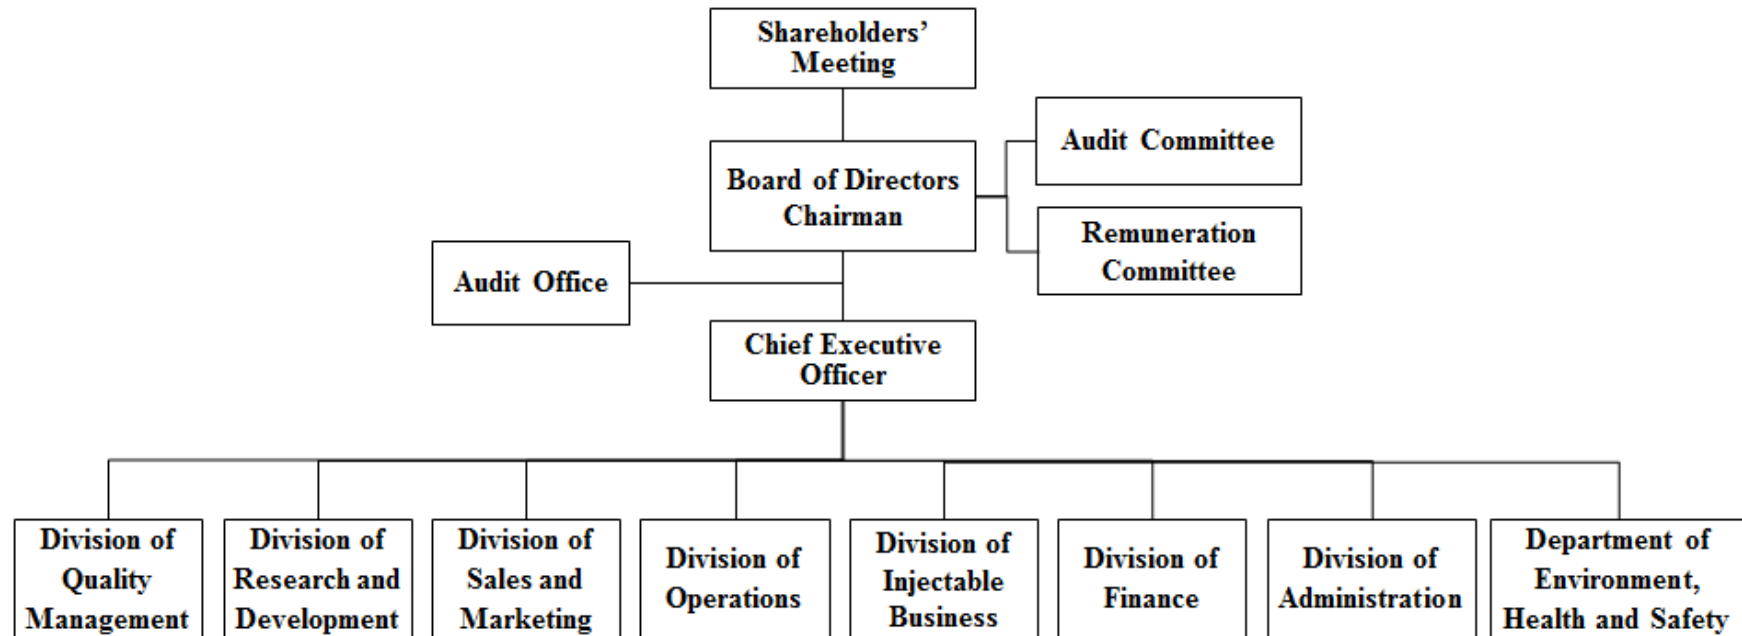 Shareholders’
Meeting
Audit Committee
Board of Directors
Chairman
Remuneration
Committee
Audit Office
Chief Executive
Officer
Division of
Quality
Management
Division of
Research and
Development
Division of
Sales and
Marketing
Division of
Operations
Division of
Injectable
Business
Division of
Finance
Division of
Administration
Department of
Environment,
Health and Safety